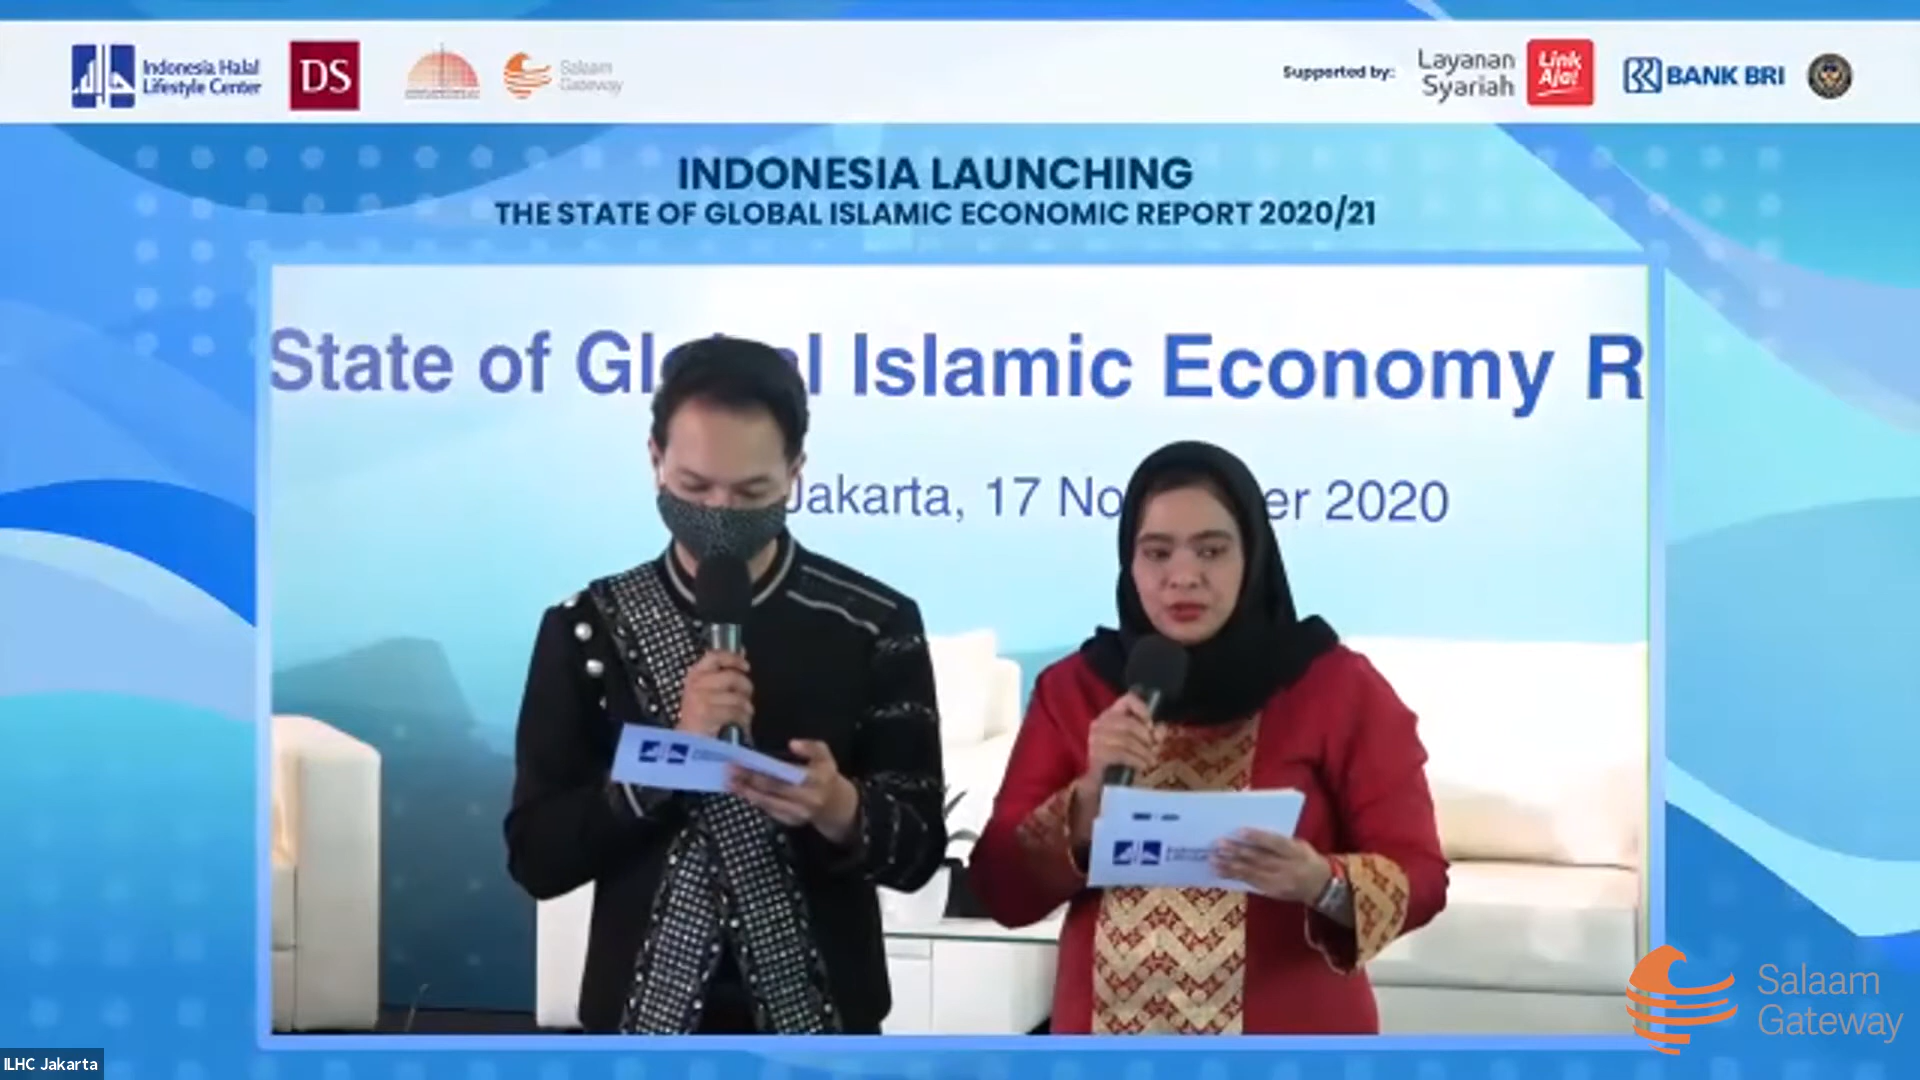 Indonesia Halal
Lifestyle Center
DS
Salaam
Gateway
Supported by:
Layanan
Syariah
Link
Aja!
BANK BRI
INDONESIA LAUNCHING
THE STATE OF GLOBAL ISLAMIC ECONOMIC REPORT 2020/21
State of Gl al Islamic Economy R
Jakarta, 17 No er 2020
Salaam
Gateway
ILHC Jakarta